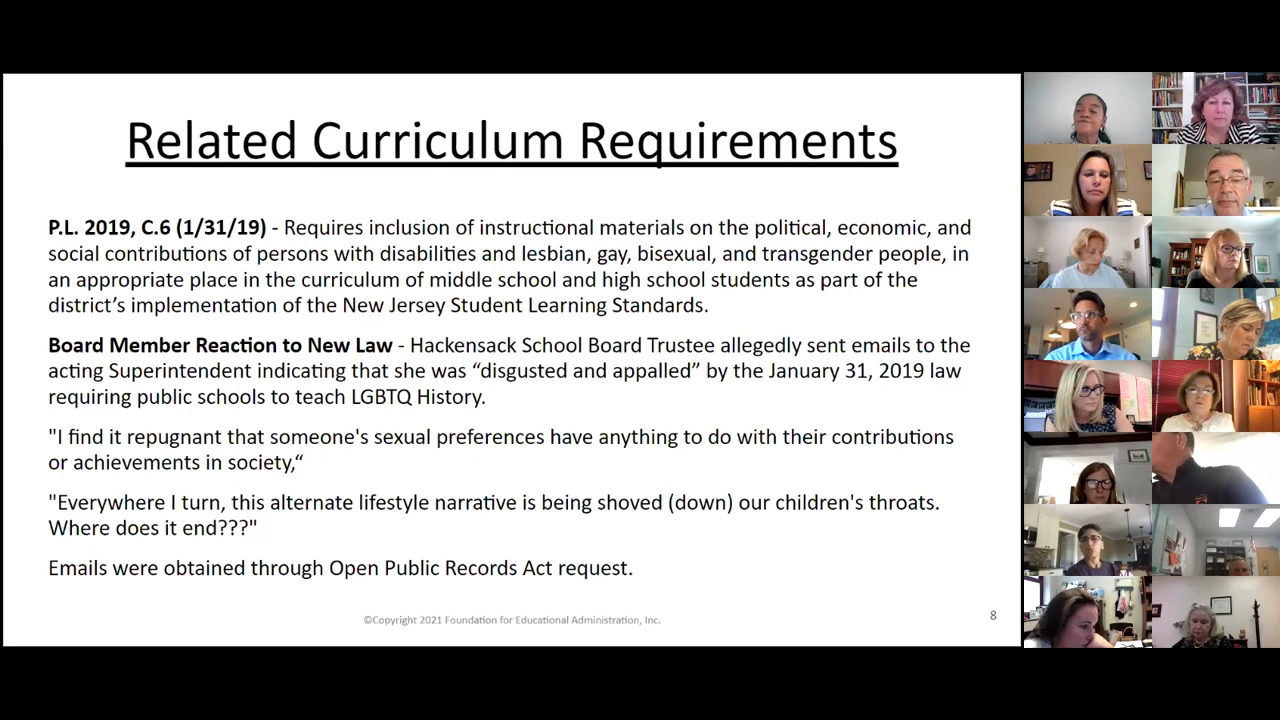 Related Curriculum Requirements
P.L. 2019, C.6 (1/31/19) - Requires inclusion of instructional materials on the political, economic, and
social contributions of persons with disabilities and lesbian, gay, bisexual, and transgender people, in
an appropriate place in the curriculum of middle school and high school students as part of the
district's implementation of the New Jersey Student Learning Standards.
Board Member Reaction to New Law - Hackensack School Board Trustee allegedly sent emails to the
acting Superintendent indicating that she was “disgusted and appalled” by the January 31, 2019 law
requiring public schools to teach LGBTQ History.
"I find it repugnant that someone's sexual preferences have anything to do with their contributions
or achievements in society,“
"Everywhere I turn, this alternate lifestyle narrative is being shoved (down) our children's throats.
Where does it end???"
Emails were obtained through Open Public Records Act request.
©Copyright 2021 Foundation for Educational Administration, Inc.
8